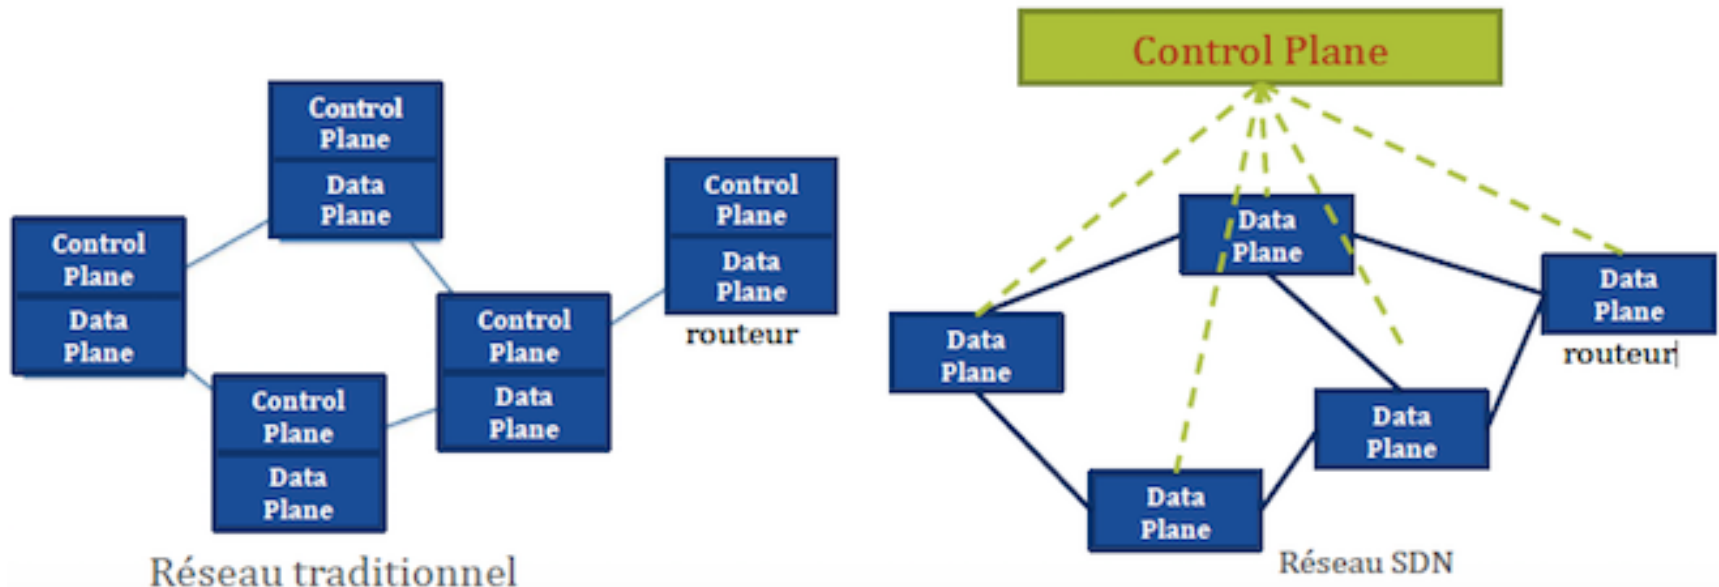 Control
Plane
Data
Plane
Control
Plane
Data
Plane
Control
Plane
Data
Plane
routeur
Control
Plane
Data
Plane
Control
Plane
Data
Plane
Réseau traditionnel
Control Plane
Data
Plane
Data
Plane
routeur
Data
Plane
Data
Plane
Data
Plane
Réseau SDN